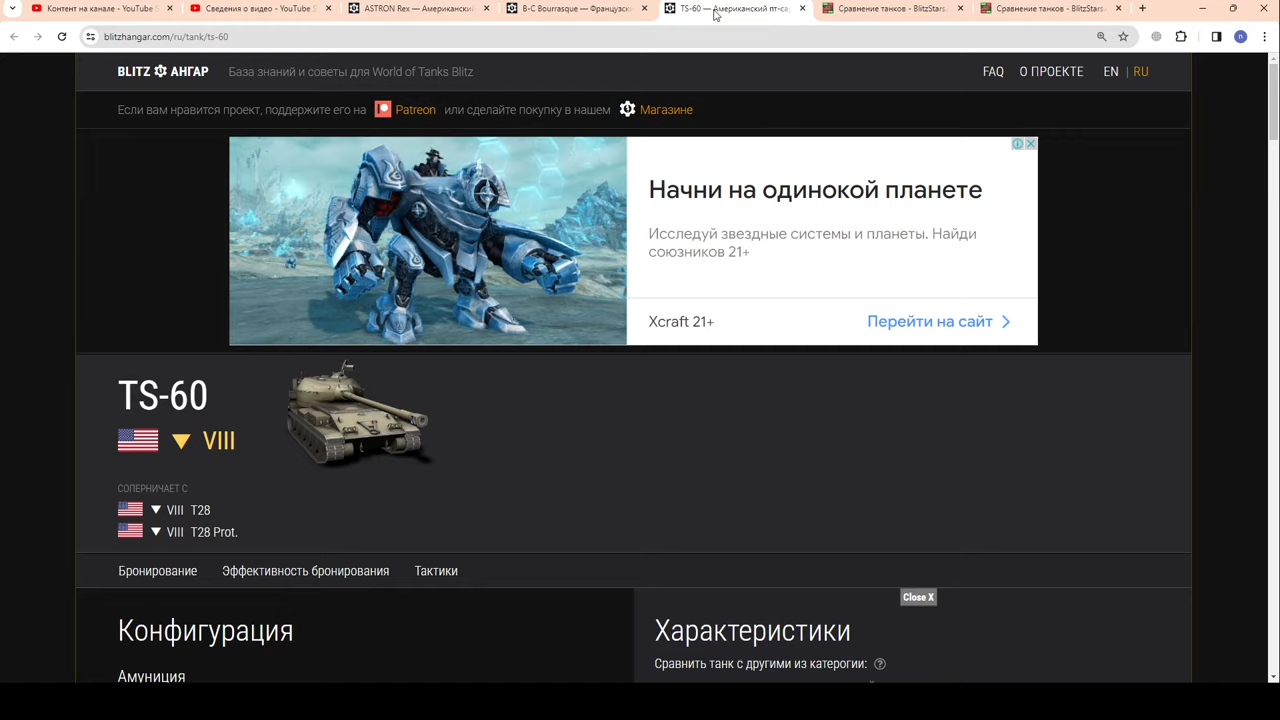 Контент на канале - YouTube S
Сведения о видео - YouTube S
ASTRON Rex — Американский
B-C Bourrasque — Французски
TS-60 — Американский пт-са
Сравнение танков - BlitzStars
Сравнение танков - BlitzStars
blitzhangar.com/ru/tank/ts-60
n
BLITZ АНГАР
База знаний и советы для World of Tanks Blitz
FAQ О ПРОЕКТЕ EN | RU
Если вам нравится проект, поддержите его на Patreon или сделайте покупку в нашем Магазине
Начни на одинокой планете
Исследуй звездные системы и планеты. Найди
союзников 21+
Xcraft 21+
Перейти на сайт
TS-60
VIII
СОПЕРНИЧАЕТ С
VIII T28
VIII T28 Prot.
Бронирование Эффективность бронирования Тактики
Close X
Конфигурация
Характеристики
Сравнить танк с другими из катерогии: ?
Амуниция